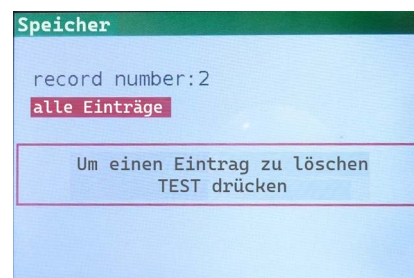 Speicher
record number:2
alle Einträge
Um einen Eintrag zu löschen
TEST drücken